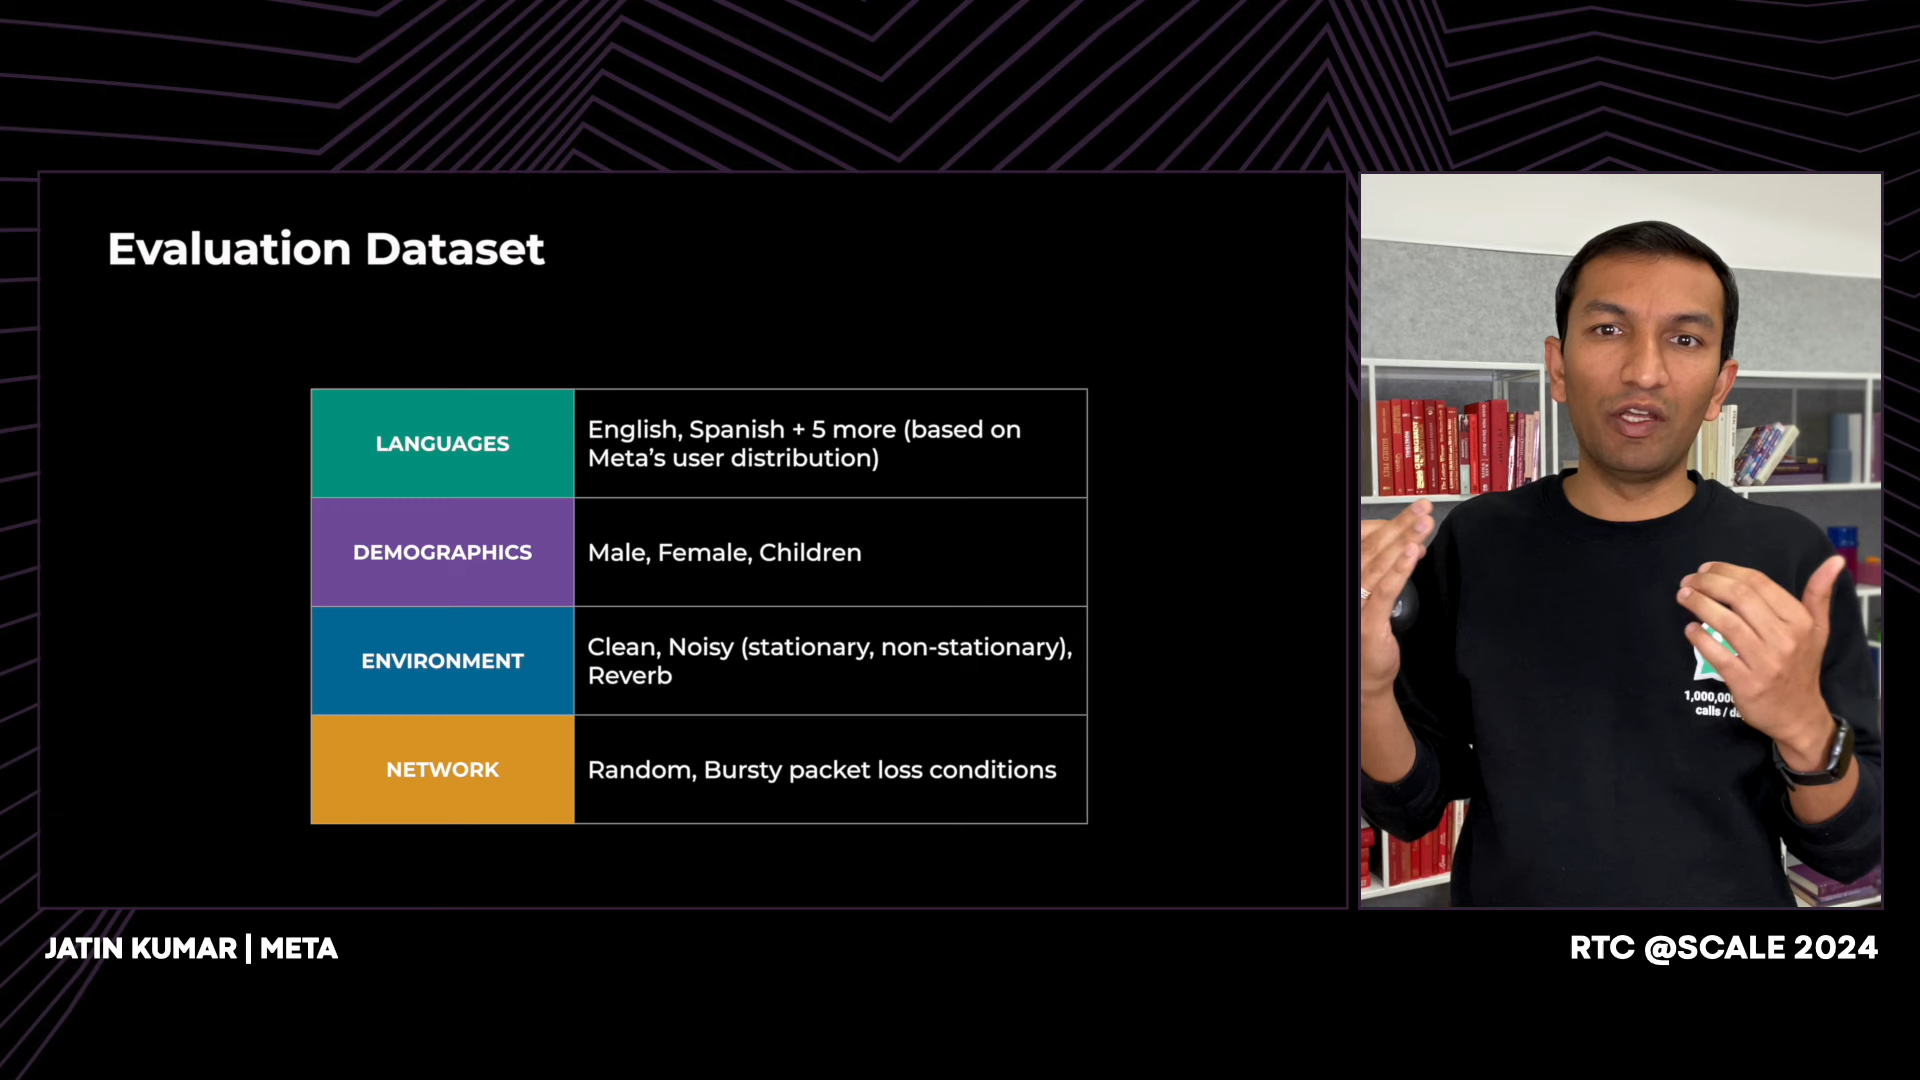 Evaluation Dataset
LANGUAGES
English, Spanish + 5 more (based on
Meta’s user distribution)
DEMOGRAPHICS
Male, Female, Children
ENVIRONMENT
Clean, Noisy (stationary, non-stationary),
Reverb
NETWORK
Random, Bursty packet loss conditions
calls /
JATIN KUMAR | META
RTC @SCALE 2024